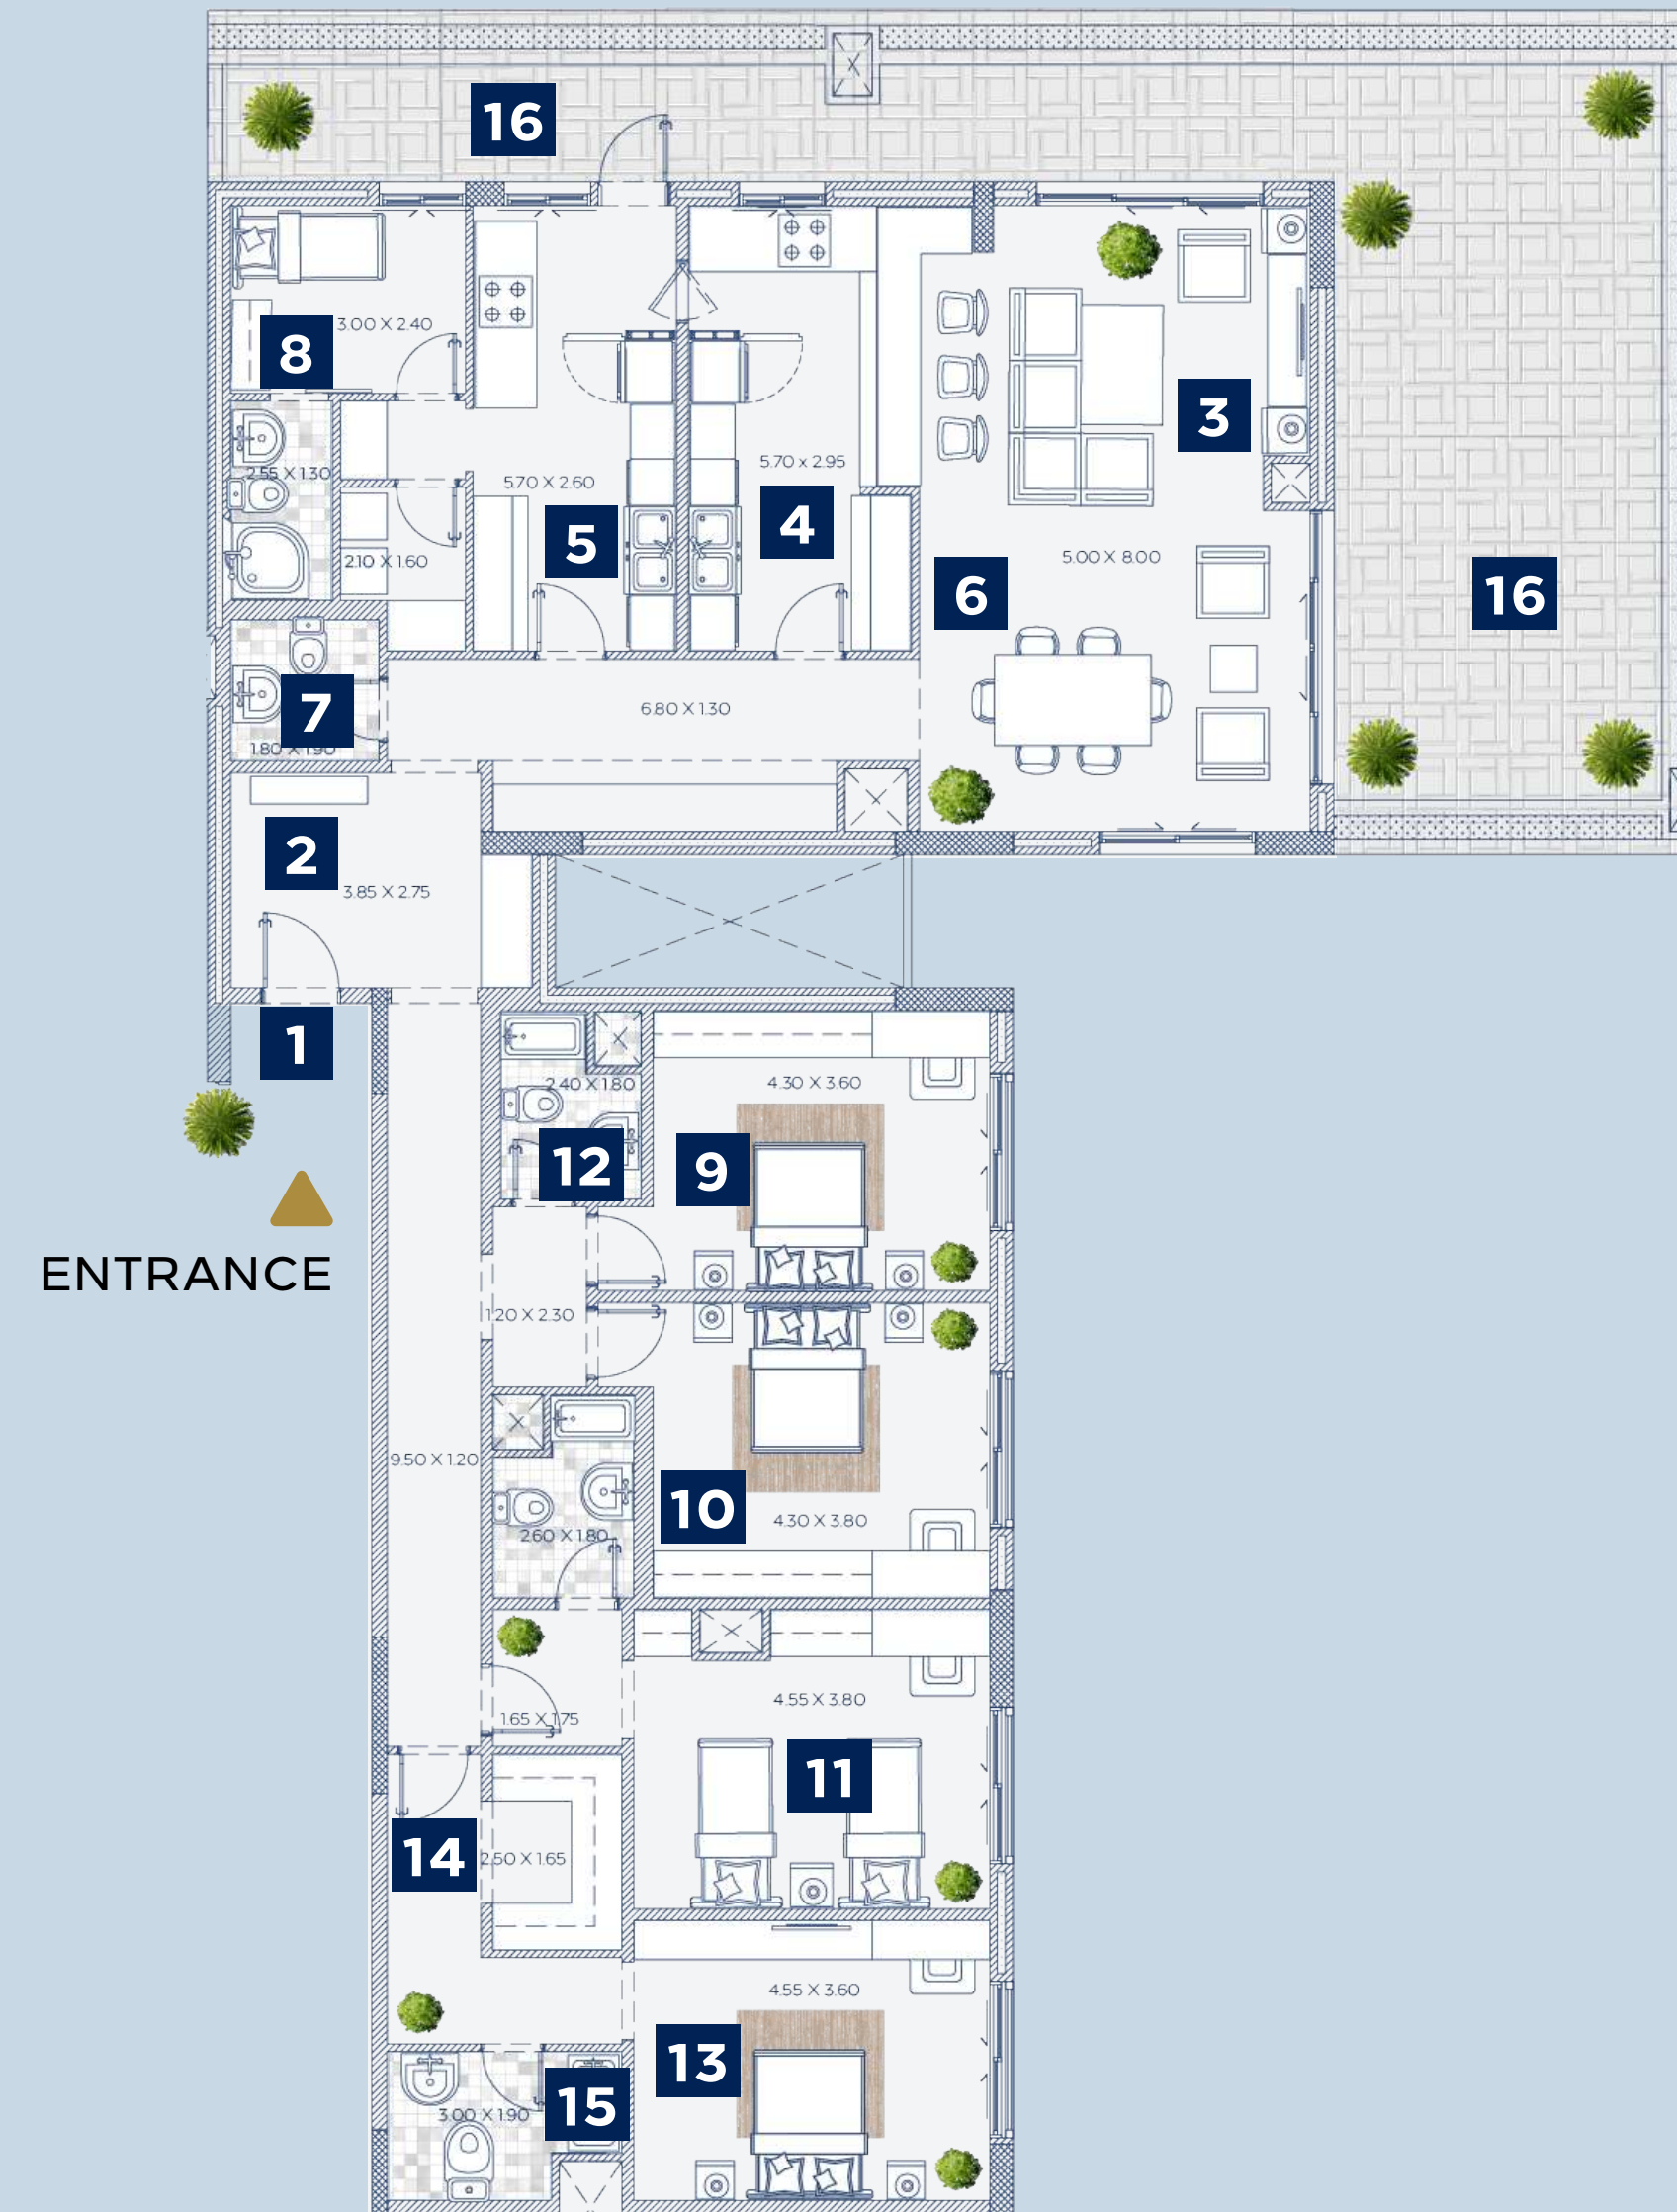 16
8
3.00 X 2.40
3
2.55 X 1.30
5.70 X 2.60
5.70 x 2.95
5
4
2.10 X 1.60
5.00 X 8.00
6
16
7
1.80 X 1.90
6.80 X 1.30
2
3.85 X 2.75
1
2.40 X 1.80
4.30 X 3.60
12
9
ENTRANCE
1.20 X 2.30
9.50 X 1.20
10
4.30 X 3.80
2.60 X 1.80
4.55 X 3.80
1.65 X 1.75
11
14
2.50 X 1.65
4.55 X 3.60
13
15
3.00 X 1.90